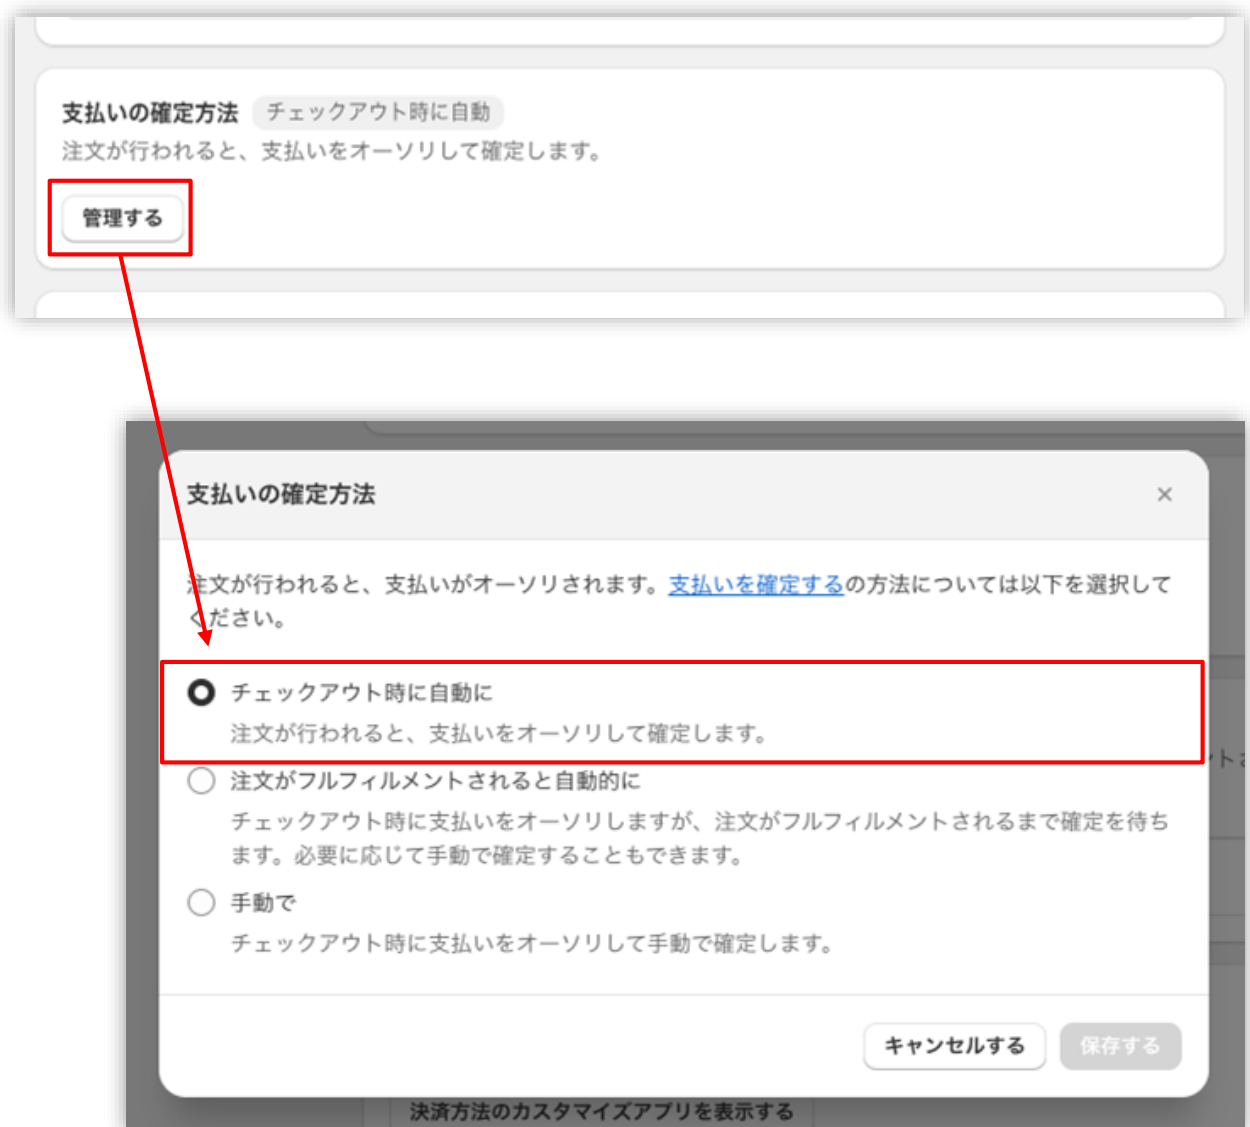 支払いの確定方法 チェックアウト時に自動
注文が行われると、支払いをオーソリして確定します。
管理する
支払いの確定方法
注文が行われると、支払いがオーソリされます。支払いを確定するの方法については以下を選択して
ください。
チェックアウト時に自動に
注文が行われると、支払いをオーソリして確定します。
注文がフルフィルメントされると自動的に
チェックアウト時に支払いをオーソリしますが、注文がフルフィルメントされるまで確定を待ち
ます。必要に応じて手動で確定することもできます。
手動で
チェックアウト時に支払いをオーソリして手動で確定します。
キャンセルする 保存する
決済方法のカスタマイズアプリを表示する